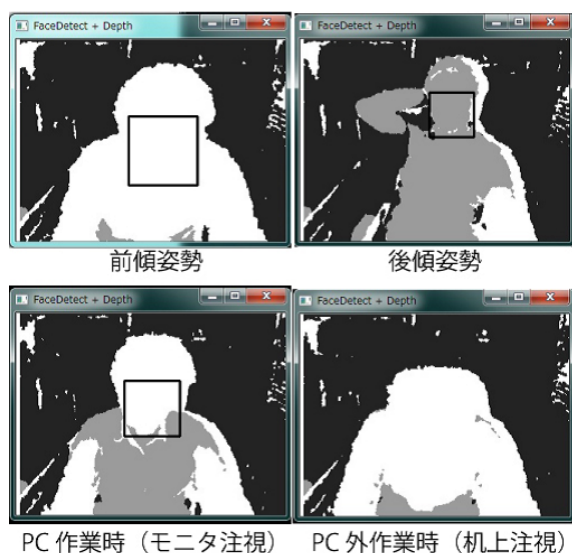 FaceDetect + Depth
FaceDetect + Depth
前傾姿勢
後傾姿勢
FaceDetect + Depth
FaceDetect + Depth
PC 作業時（モニタ注視）
PC 外作業時（机上注視）